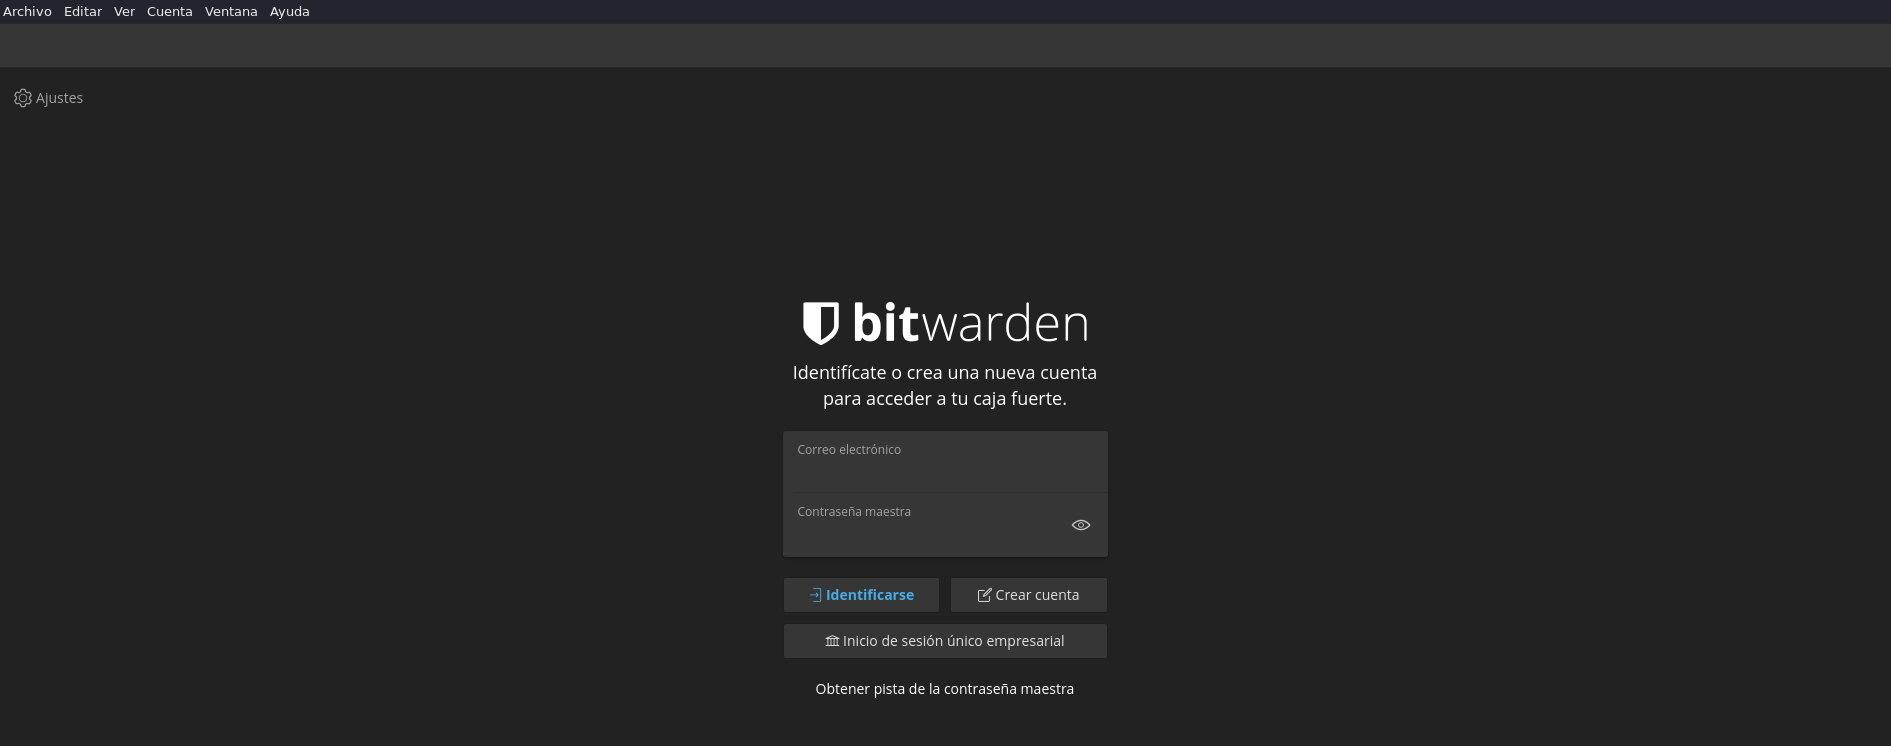 Archivo Editar Ver Cuenta Ventana Ayuda
Ajustes
bitwarden
Identifícate o crea una nueva cuenta
para acceder a tu caja fuerte.
Correo electrónico
Contraseña maestra
Identificarse
Crear cuenta
Inicio de sesión único empresarial
Obtener pista de la contraseña maestra